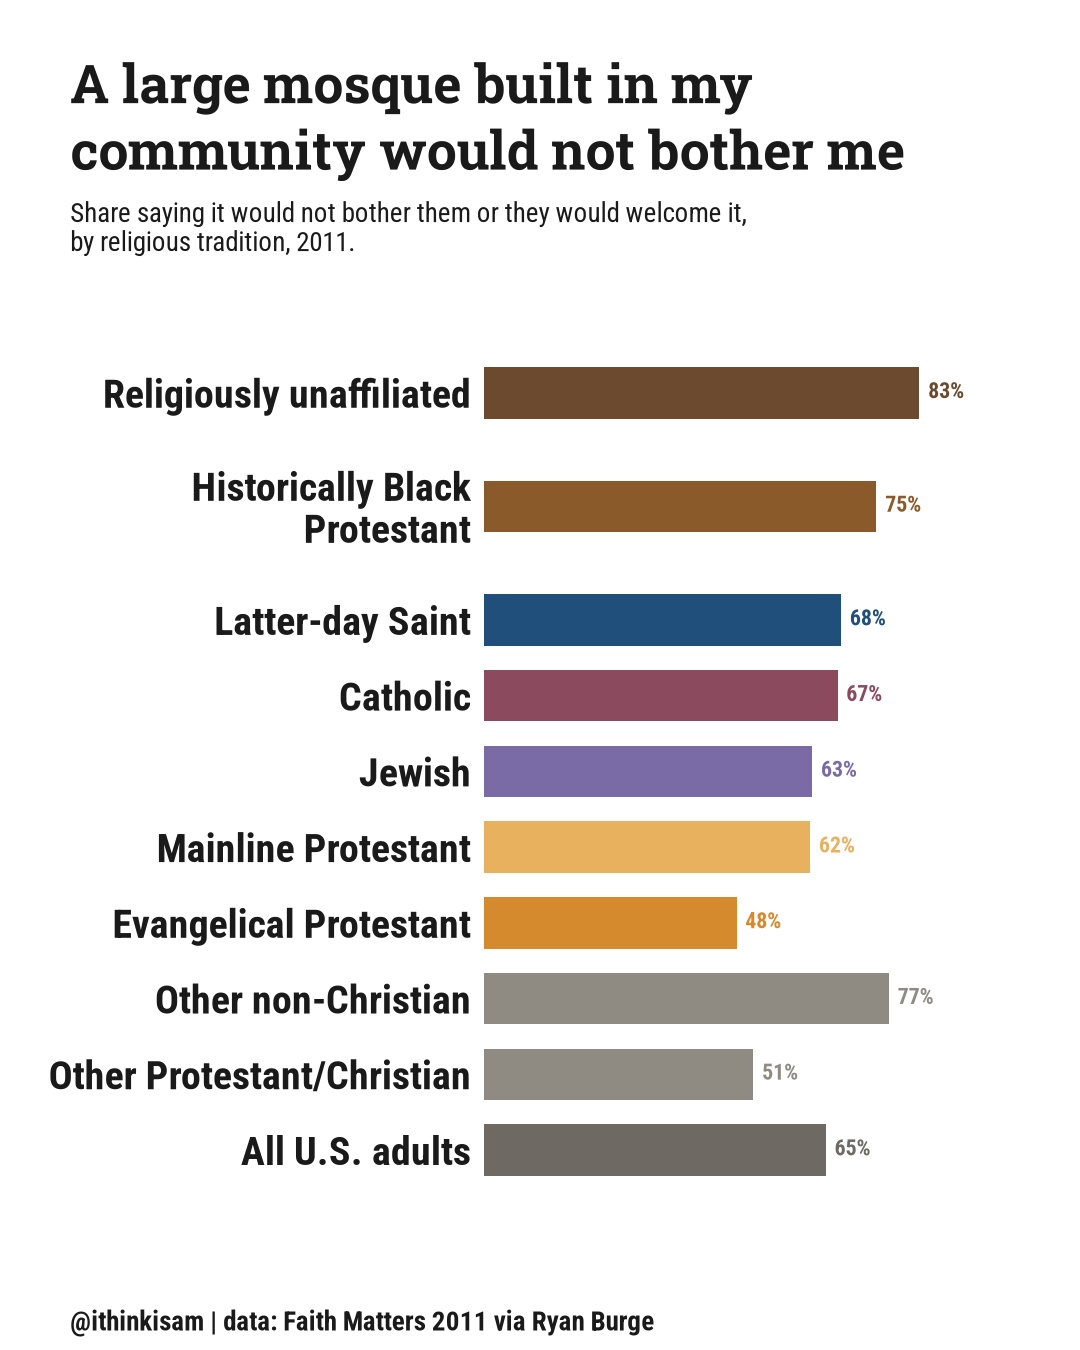 A large mosque built in my
community would not bother me
Share saying it would not bother them or they would welcome it,
by religious tradition, 2011.
Religiously unaffiliated 83%
Historically Black
Protestant 75%
Latter-day Saint 68%
Catholic 67%
Jewish 63%
Mainline Protestant 62%
Evangelical Protestant 48%
Other non-Christian 77%
Other Protestant/Christian 51%
All U.S. adults 65%
@ithinkisam | data: Faith Matters 2011 via Ryan Burge